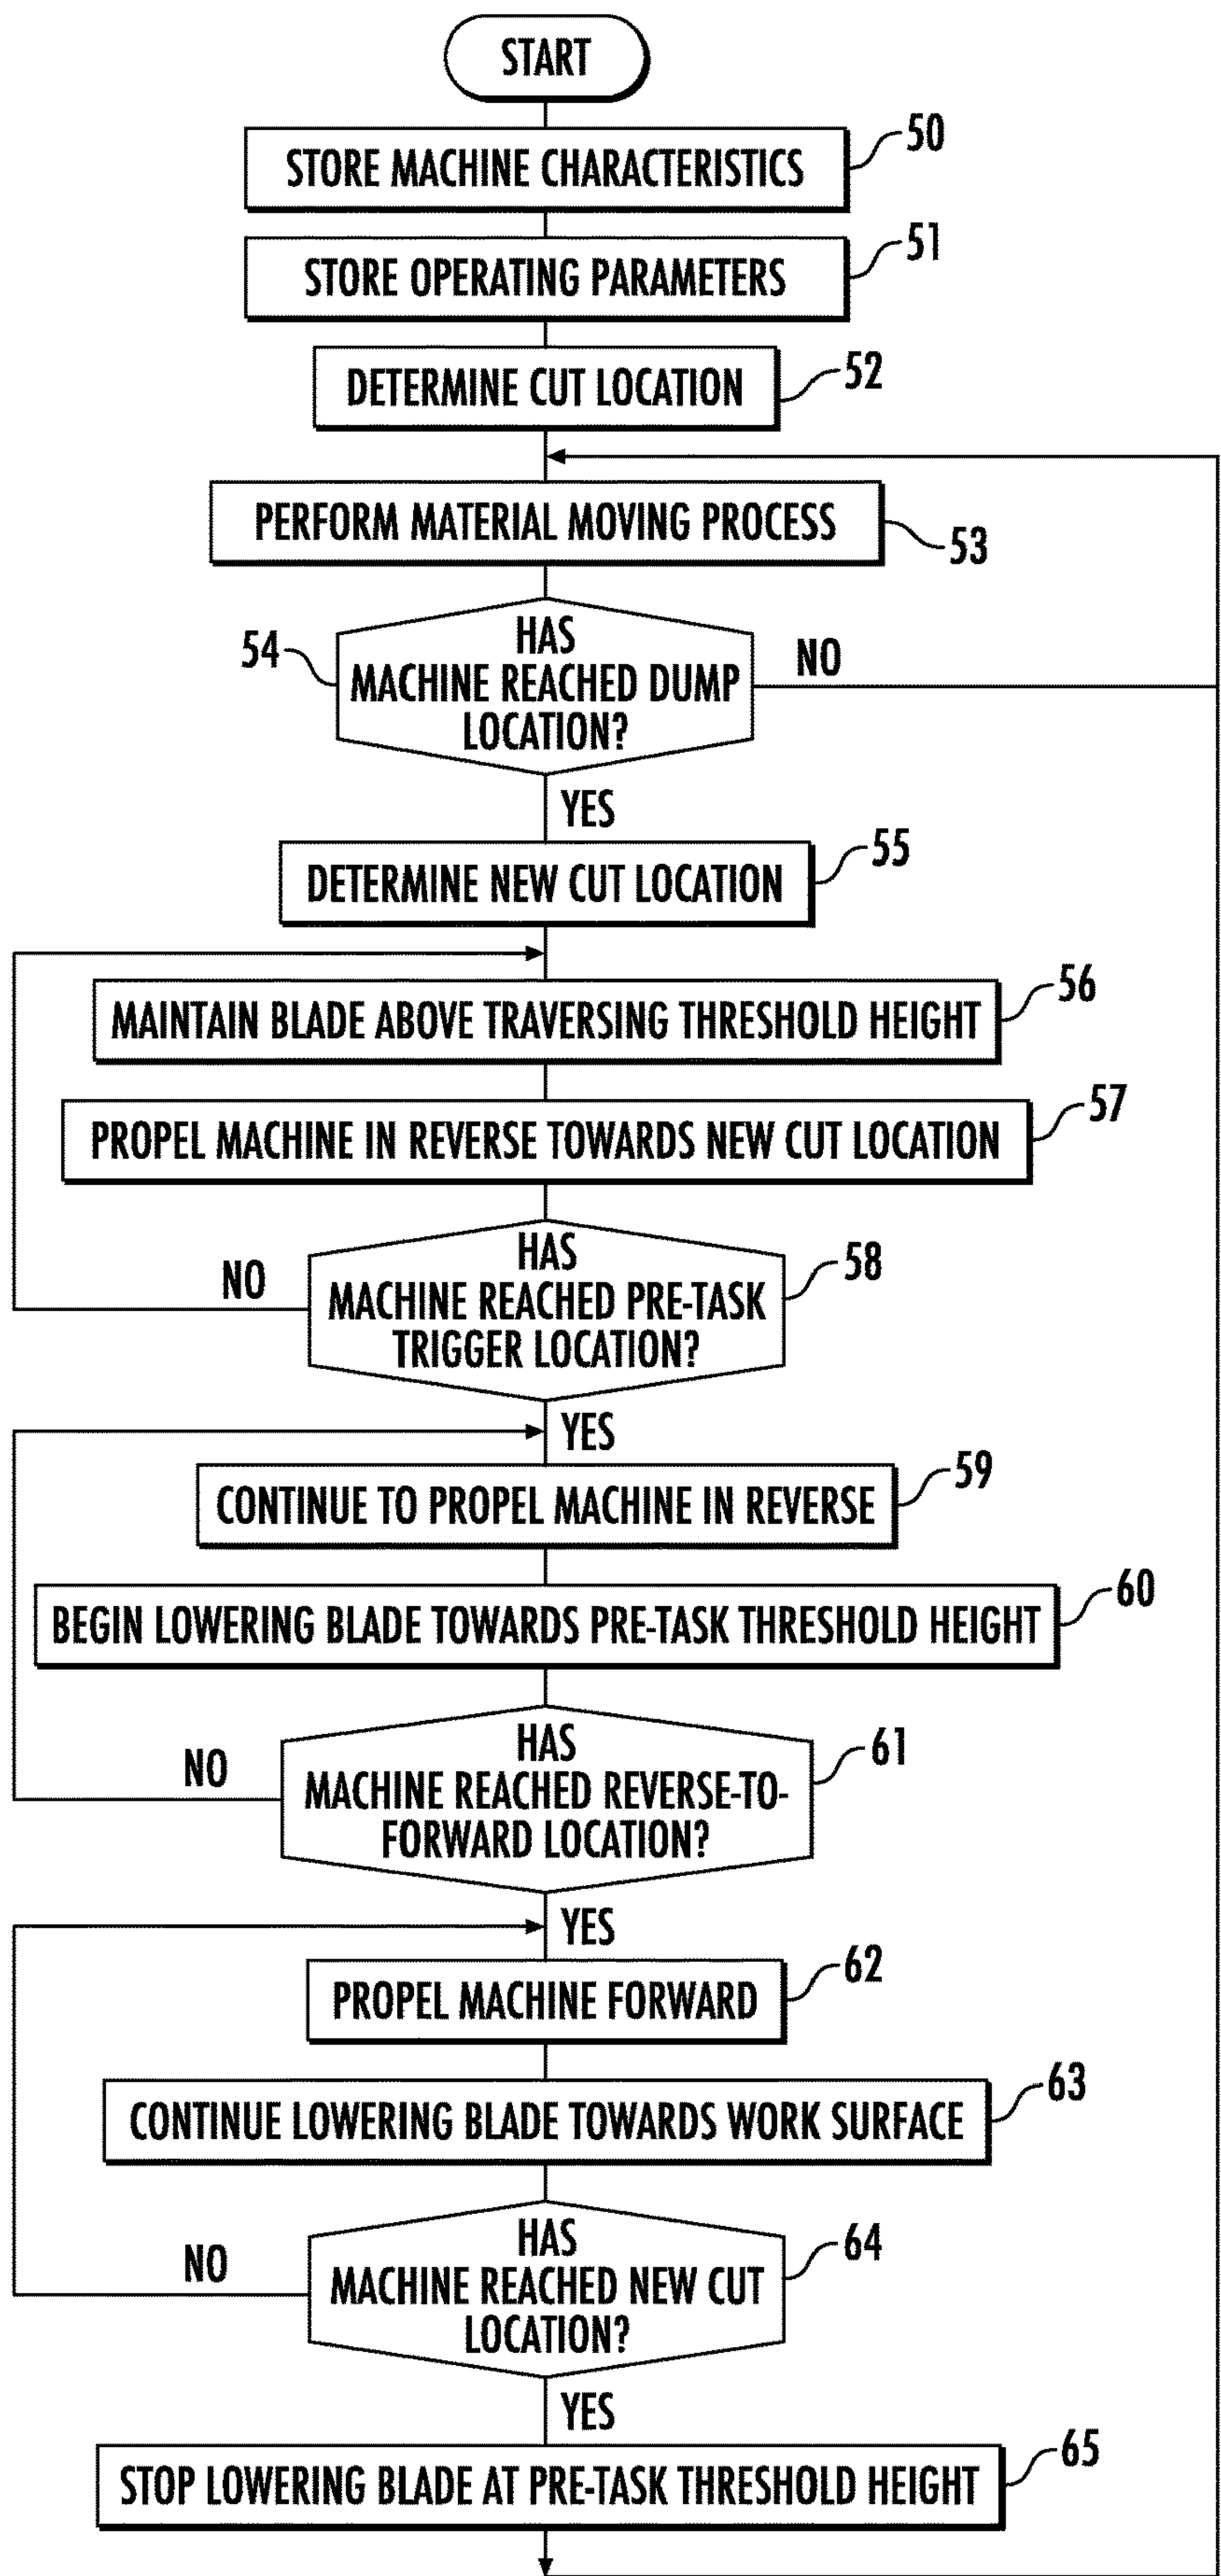 START
STORE MACHINE CHARACTERISTICS
50
STORE OPERATING PARAMETERS
51
DETERMINE CUT LOCATION
52
PERFORM MATERIAL MOVING PROCESS
53
54
HAS
MACHINE REACHED DUMP
LOCATION?
NO
YES
DETERMINE NEW CUT LOCATION
55
MAINTAIN BLADE ABOVE TRAVERSING THRESHOLD HEIGHT
56
PROPEL MACHINE IN REVERSE TOWARDS NEW CUT LOCATION
57
HAS
MACHINE REACHED PRE-TASK
TRIGGER LOCATION?
58
NO
YES
CONTINUE TO PROPEL MACHINE IN REVERSE
59
BEGIN LOWERING BLADE TOWARDS PRE-TASK THRESHOLD HEIGHT
60
HAS
MACHINE REACHED REVERSE-TO-
FORWARD LOCATION?
61
NO
YES
PROPEL MACHINE FORWARD
62
CONTINUE LOWERING BLADE TOWARDS WORK SURFACE
63
HAS
MACHINE REACHED NEW CUT
LOCATION?
64
NO
YES
STOP LOWERING BLADE AT PRE-TASK THRESHOLD HEIGHT
65